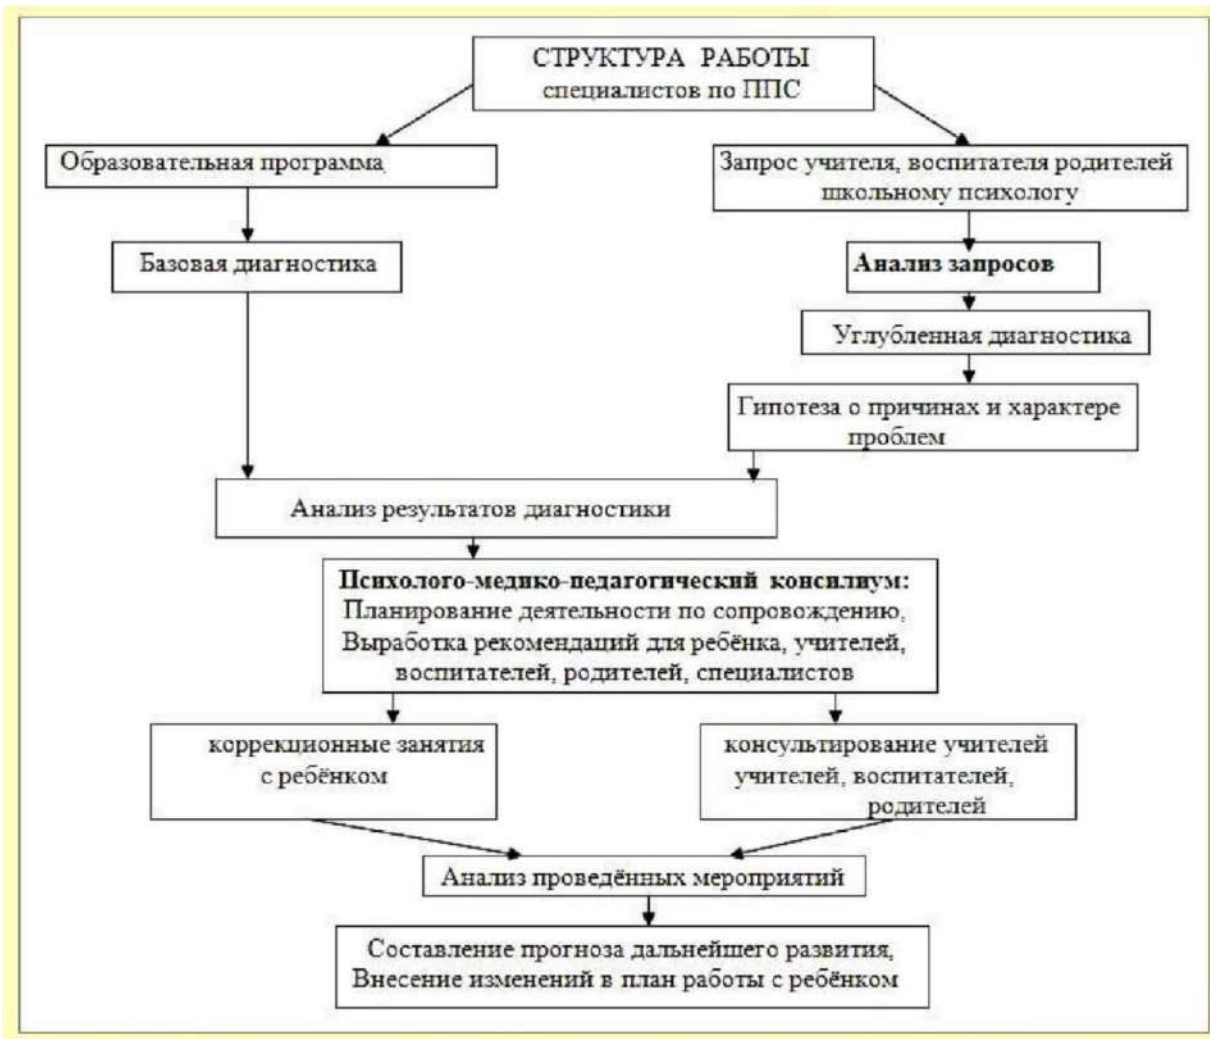 СТРУКТУРА РАБОТЫ
специалистов по ППС
Образовательная программа
Запрос учителя, воспитателя родителей
школьному психологу
Базовая диагностика
Анализ запросов
Углубленная диагностика
Гипотеза о причинах и характере
проблем
Анализ результатов диагностики
Психолого-медико-педагогический консилиум:
Планирование деятельности по сопровождению,
Выработка рекомендаций для ребёнка, учителей,
воспитателей, родителей, специалистов
коррекционные занятия
с ребёнком
консультирование учителей
учителей, воспитателей,
родителей
Анализ проведённых мероприятий
Составление прогноза дальнейшего развития,
Внесение изменений в план работы с ребёнком